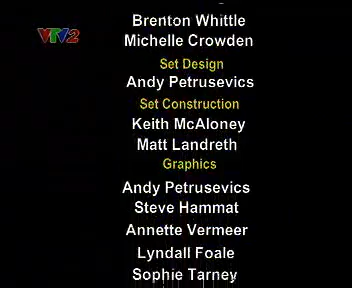 Brenton Whittle
VTV2
Michelle Crowden
Set Design
Andy Petrusevics
Set Construction
Keith McAloney
Matt Landreth
Graphics
Andy Petrusevics
Steve Hammat
Annette Vermeer
Lyndall Foale
Sophie Tarney